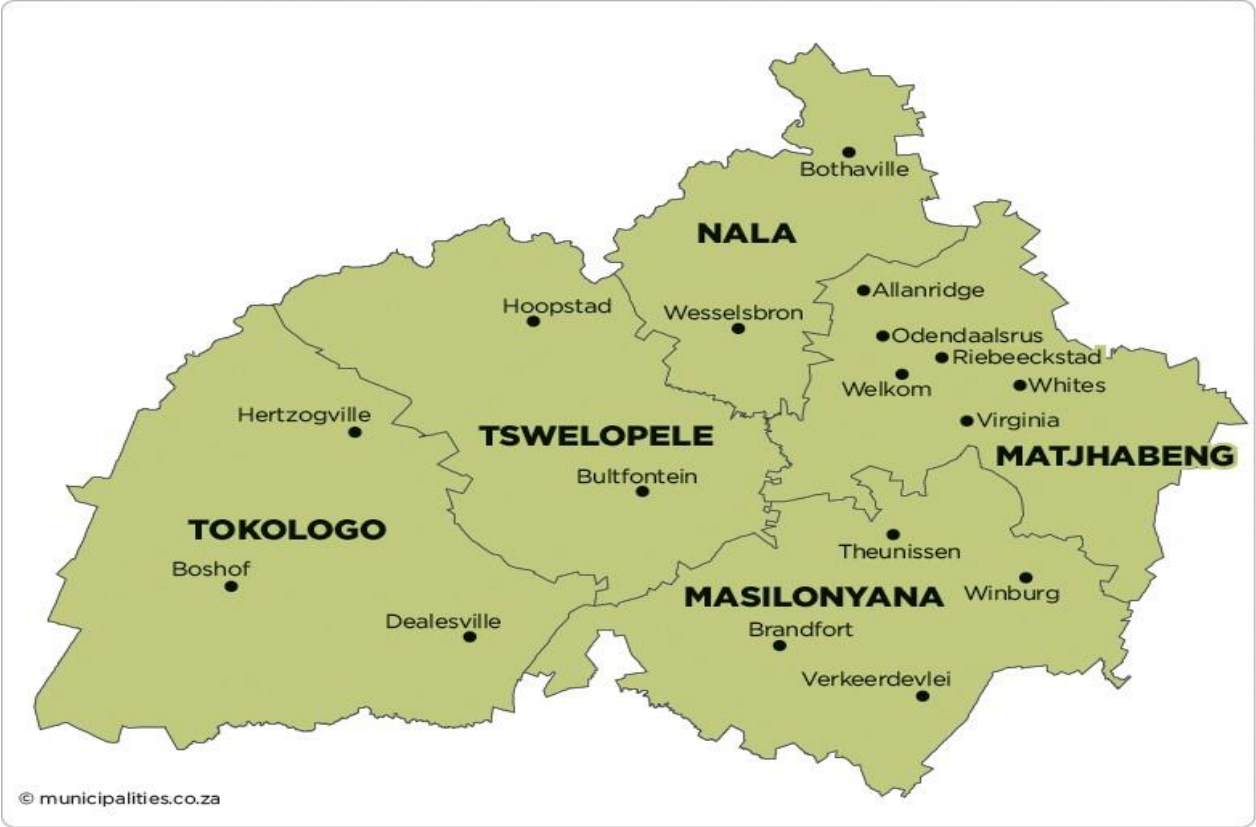 Bothaville
NALA
Allanridge
Hoopstad
Wesselsbron
Odendaalsrus
Riebeeckstad
Welkom
Whites
Hertzogville
Virginia
TSWELOPELE
MATJHABENG
Bultfontein
TOKOLOGO
Theunissen
Boshof
MASILONYANA
Winburg
Dealesville
Brandfort
Verkeerdevlei
© municipalities.co.za